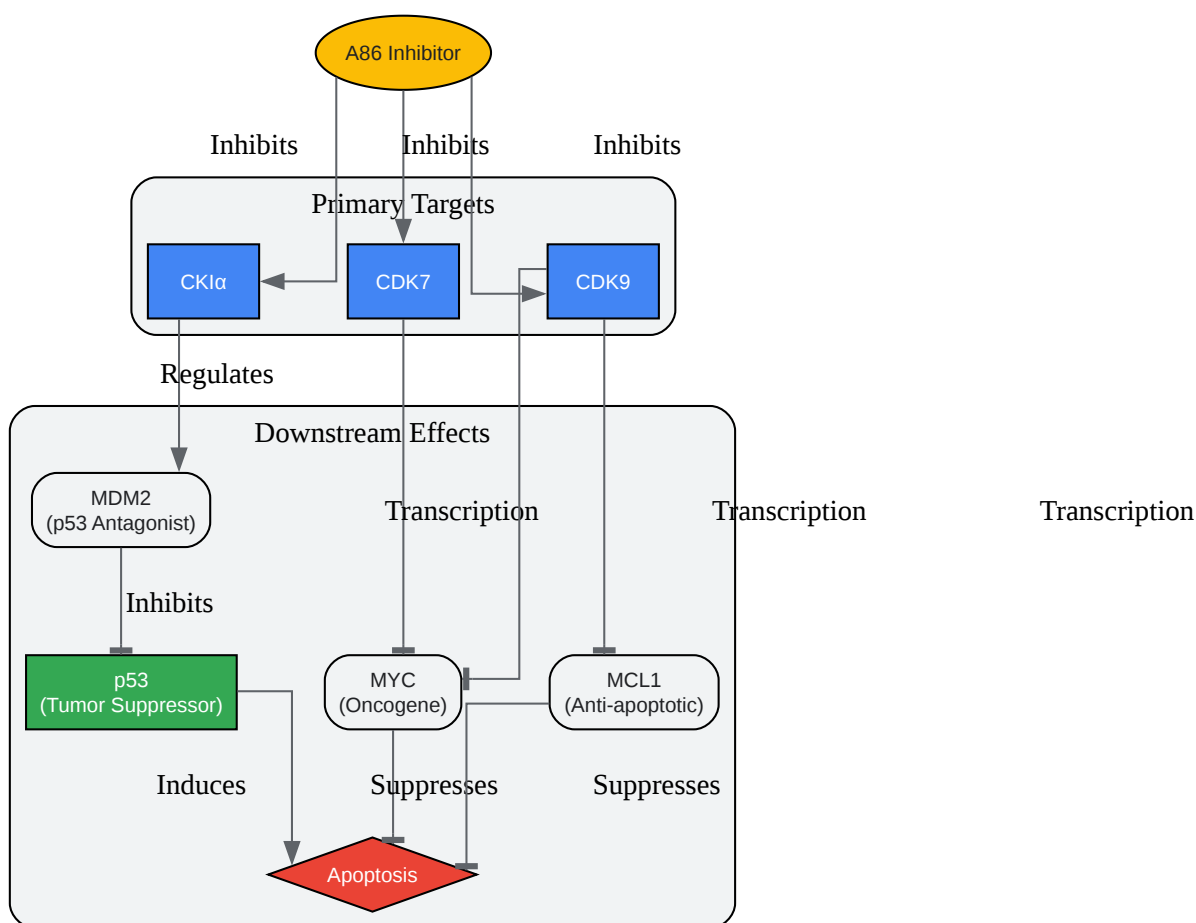 A86 Inhibitor
Inhibits
Inhibits
Inhibits
Primary Targets
CKIα
CDK7
CDK9
Regulates
Downstream Effects
MDM2
(p53 Antagonist)
Transcription
Transcription
Transcription
Inhibits
p53
(Tumor Suppressor)
MYC
(Oncogene)
MCL1
(Anti-apoptotic)
Induces
Suppresses
Suppresses
Apoptosis